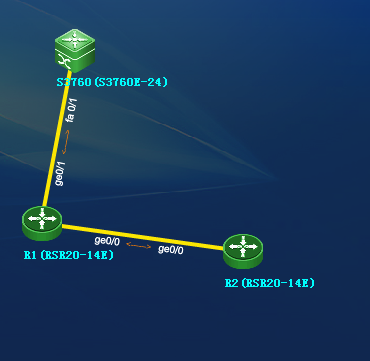 S3760(S3760E-24)
fa 0/1
ge0/1
ge0/0
ge0/0
R1(RSR20-14E)
R2(RSR20-14E)